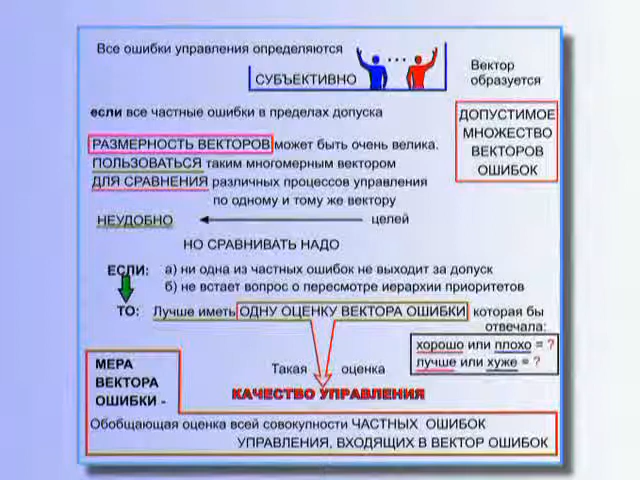 Все ошибки управления определяются
СУБЪЕКТИВНО
Вектор
образуется
если все частные ошибки в пределах допуска
ДОПУСТИМОЕ
МНОЖЕСТВО
ВЕКТОРОВ
ОШИБОК
РАЗМЕРНОСТЬ ВЕКТОРОВ может быть очень велика.
ПОЛЬЗОВАТЬСЯ таким многомерным вектором
ДЛЯ СРАВНЕНИЯ различных процессов управления
по одному и тому же вектору
НЕУДОБНО целей
НО СРАВНИВАТЬ НАДО
ЕСЛИ: а) ни одна из частных ошибок не выходит за допуск
б) не встает вопрос о пересмотре иерархии приоритетов
ТО: Лучше иметь ОДНУ ОЦЕНКУ ВЕКТОРА ОШИБКИ которая бы
отвечала:
хорошо или плохо = ?
лучше или хуже = ?
Такая оценка
КАЧЕСТВО УПРАВЛЕНИЯ
МЕРА
ВЕКТОРА
ОШИБКИ -
Обобщающая оценка всей совокупности ЧАСТНЫХ ОШИБОК
УПРАВЛЕНИЯ, ВХОДЯЩИХ В ВЕКТОР ОШИБОК